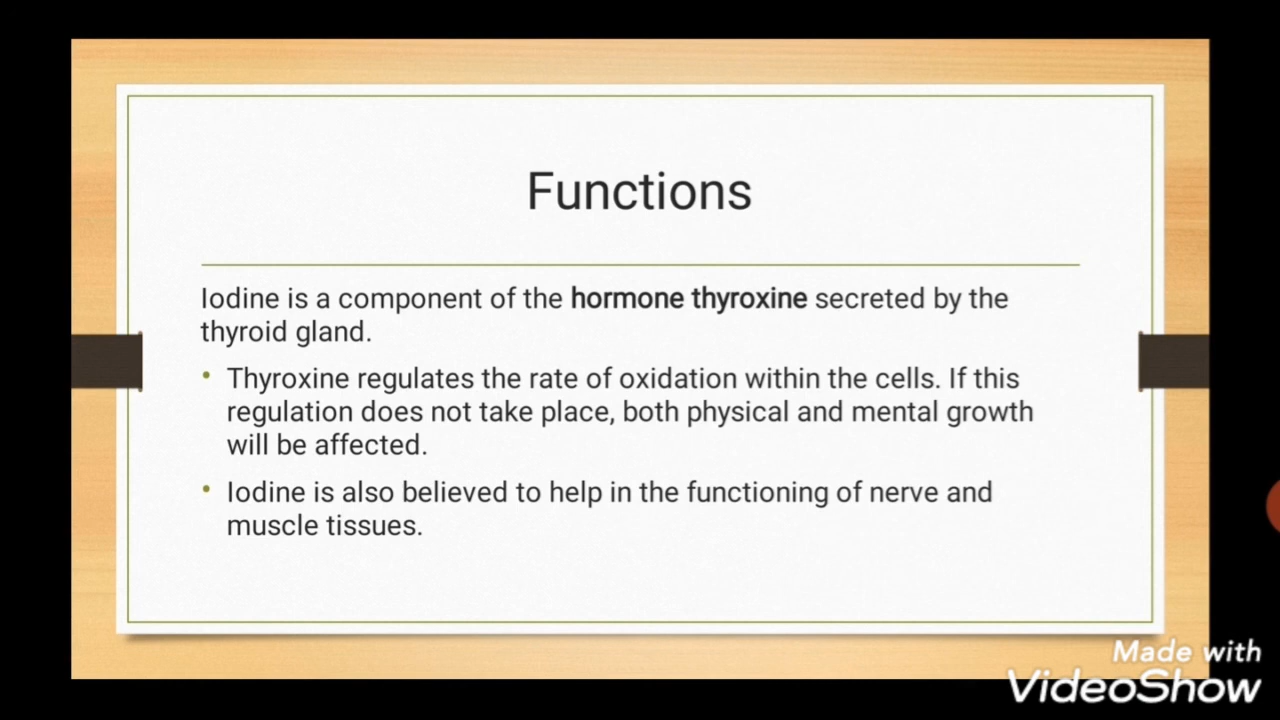 Functions
Iodine is a component of the hormone thyroxine secreted by the
thyroid gland.
• Thyroxine regulates the rate of oxidation within the cells. If this
regulation does not take place, both physical and mental growth
will be affected.
• Iodine is also believed to help in the functioning of nerve and
muscle tissues.
Made with
VideoShow